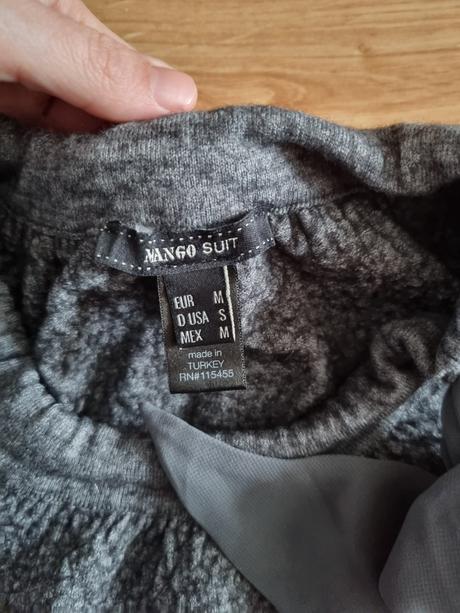 MANGO SUIT
EUR M
D USA S
MEX M
made in
TURKEY
RN#115455